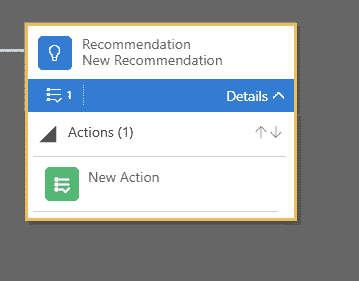 Recommendation
New Recommendation
1
Details
Actions (1)
New Action